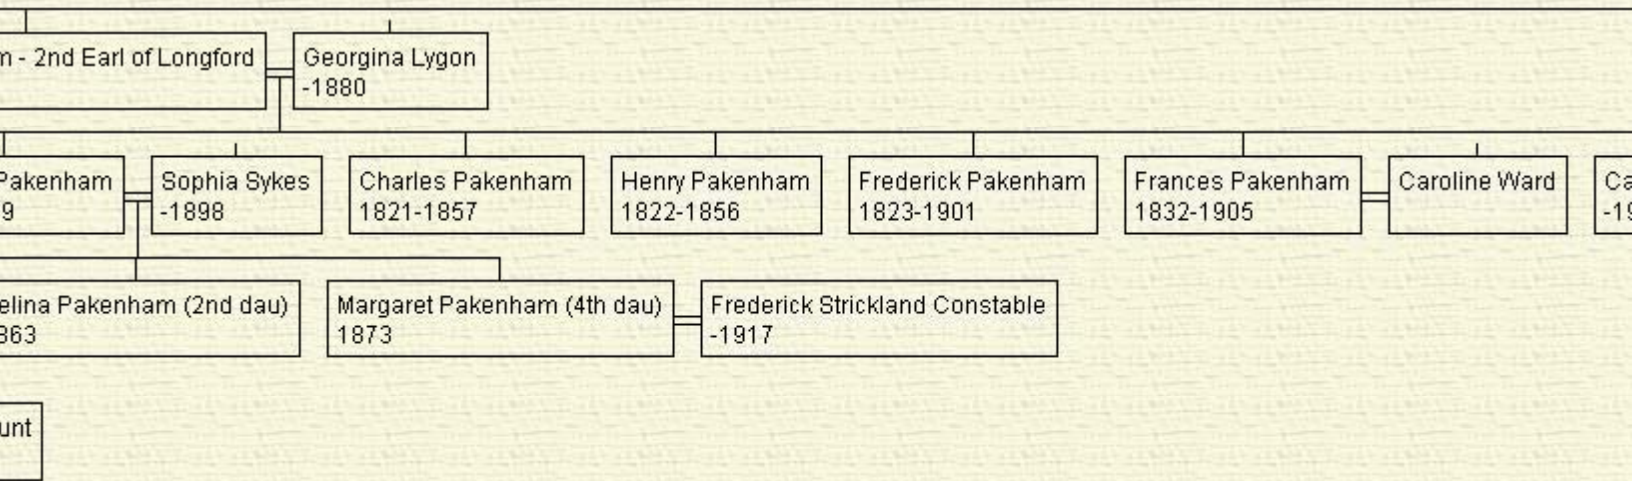 m - 2nd Earl of Longford
Georgina Lygon
-1880
Pakenham
9
Sophia Sykes
-1898
Charles Pakenham
1821-1857
Henry Pakenham
1822-1856
Frederick Pakenham
1823-1901
Frances Pakenham
1832-1905
Caroline Ward
Ca
-19
elina Pakenham (2nd dau)
863
Margaret Pakenham (4th dau)
1873
Frederick Strickland Constable
-1917
unt